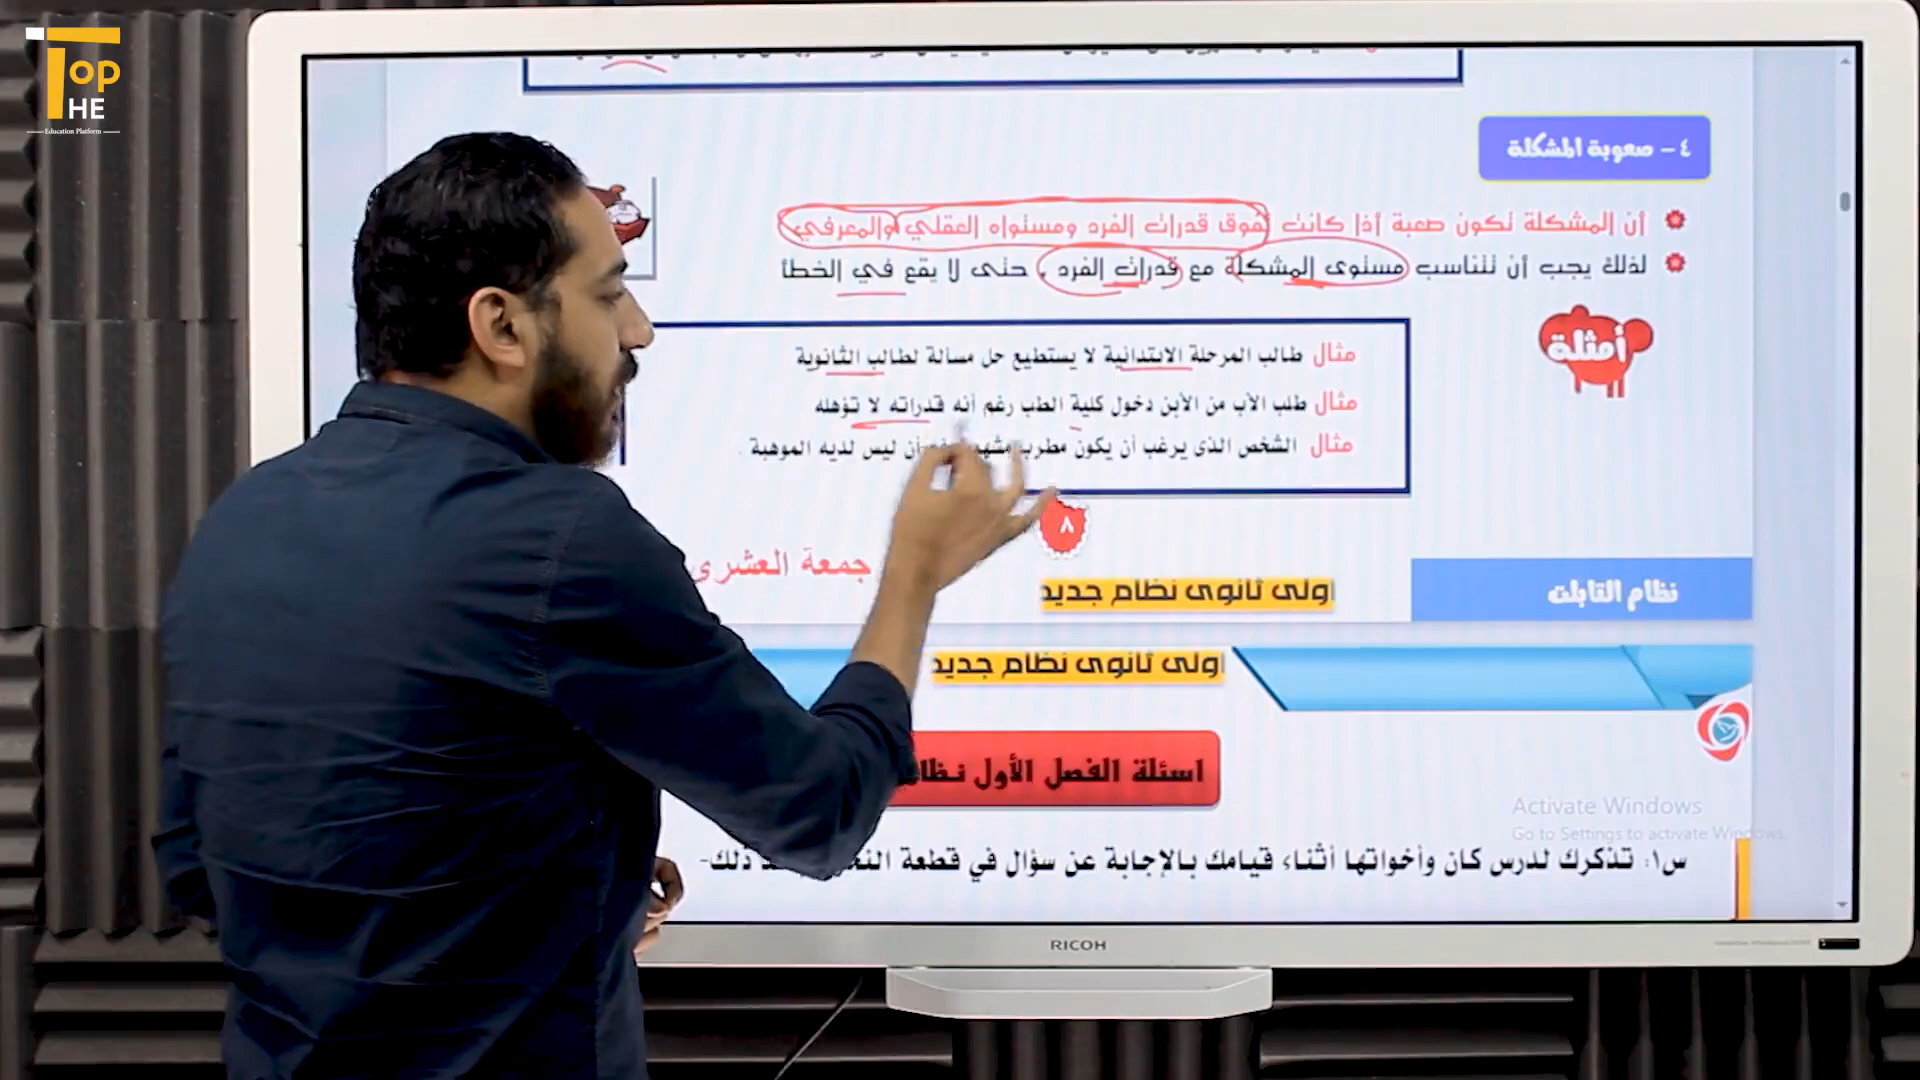 TOP
THE
Education Platform
٤ - صعوبة المشكلة
أن المشكلة تكون صعبة أذا كانت تفوق قدرات الفرد ومستواه العقلي والمعرفي
لذلك يجب أن تتناسب مستوى المشكلة مع قدرات الفرد ، حتى لا يقع في الخطأ
أمثلة
مثال طالب المرحلة الابتدائية لا يستطيع حل مسألة لطالب الثانوية
مثال طلب الأب من الأبن دخول كلية الطب رغم أنه قدراته لا تؤهله
مثال الشخص الذى يرغب أن يكون مطرب أن ليس لديه الموهبة .
٨
جمعة العشرى
اولى ثانوى نظام جديد
نظام التابلت
اولى ثانوى نظام جديد
اسئلة الفصل الأول
Activate Windows
Go to Settings to activate Windows
س١: تذكرك لدرس كان وأخواتها أثناء قيامك بالإجابة عن سؤال في قطعة ذلك-
RICOH